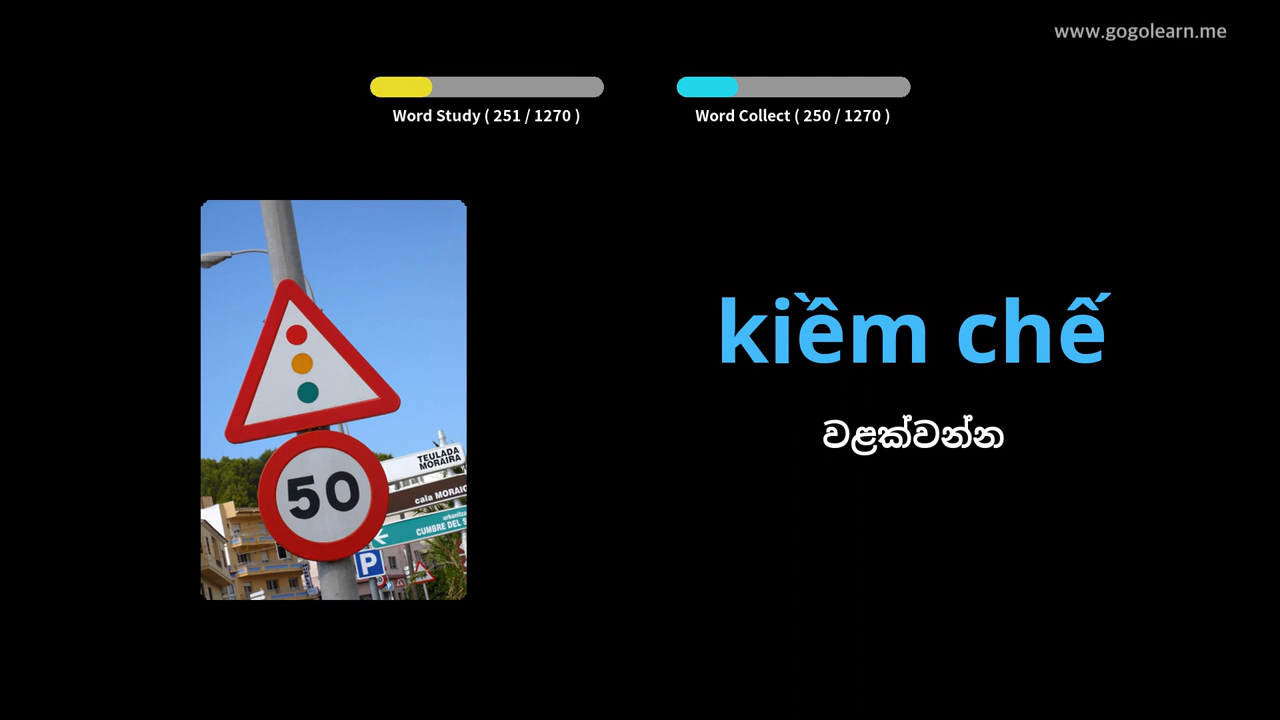 www.gogolearn.me
Word Study ( 251 / 1270 )
Word Collect ( 250 / 1270 )
kiềm chế
වළක්වන්න
50
TEULADA
MORAIRA
cala MORAIG
urbanitza
CUMBRE DEL S
P